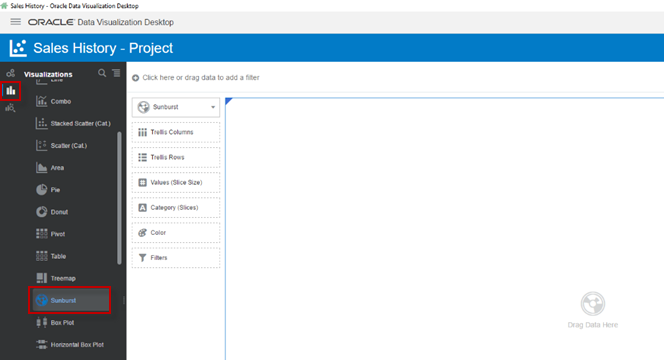 Sales History - Oracle Data Visualization Desktop
ORACLE Data Visualization Desktop
Sales History - Project
Visualizations
Click here or drag data to add a filter
Line
Combo
Stacked Scatter (Cat.)
Scatter (Cat.)
Area
Pie
Donut
Pivot
Table
Treemap
Sunburst
Box Plot
Horizontal Box Plot
Sunburst
Trellis Columns
Trellis Rows
Values (Slice Size)
Category (Slices)
Color
Filters
Drag Data Here